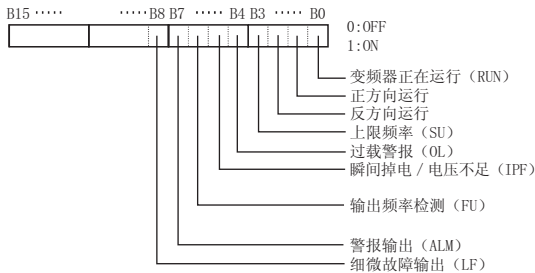 B15 ····· ····· B8 B7 ····· B4 B3 ····· B0
0:OFF
1:ON
变频器正在运行（RUN）
正方向运行
反方向运行
上限频率（SU）
过载警报（OL）
瞬间掉电 / 电压不足（IPF）
输出频率检测（FU）
警报输出（ALM）
细微故障输出（LF）